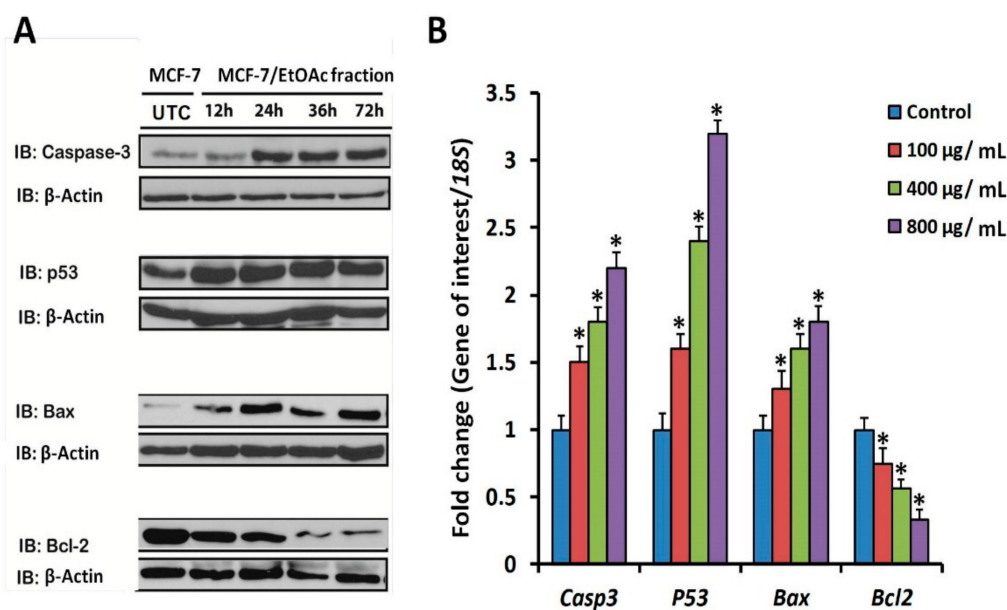 A
MCF-7 MCF-7/EtOAc fraction
UTC 12h 24h 36h 72h
IB: Caspase-3
IB: β-Actin
IB: p53
IB: β-Actin
IB: Bax
IB: β-Actin
IB: Bcl-2
IB: β-Actin
B
Fold change (Gene of interest/18S)
3.5
3
2.5
2
1.5
1
0.5
0
* * *
* * *
* * *
* * *
Casp3 P53 Bax Bcl2
Control
100 μg/ mL
400 μg/ mL
800 μg/ mL